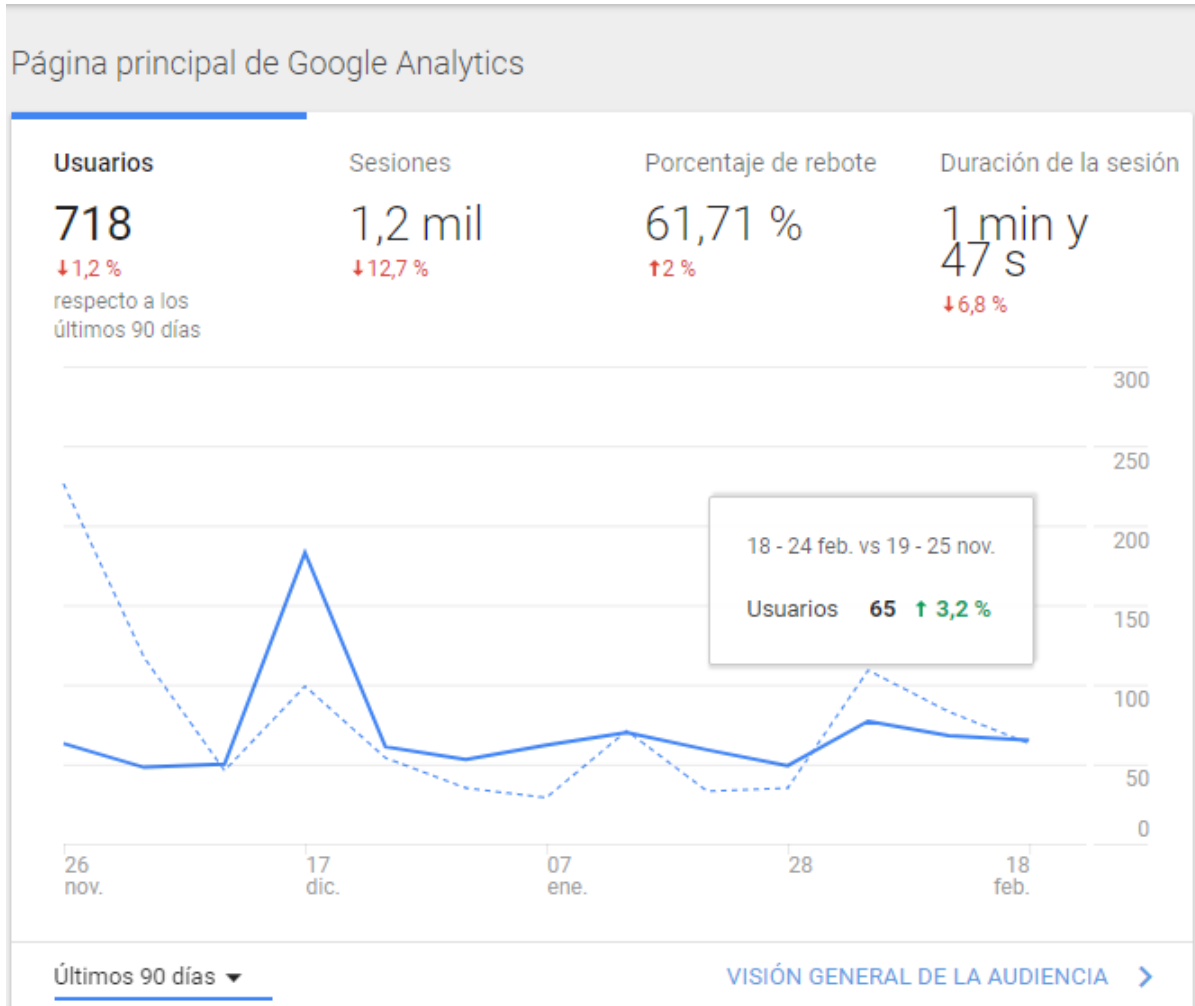 Página principal de Google Analytics
Usuarios
718
↓1,2 %
respecto a los
últimos 90 días
Sesiones
1,2 mil
↓12,7 %
Porcentaje de rebote
61,71 %
↑2 %
Duración de la sesión
1 min y
47 s
↓6,8 %
300
250
200
150
100
50
0
18 - 24 feb. vs 19 - 25 nov.
Usuarios 65 ↑ 3,2 %
26
nov.
17
dic.
07
ene.
28
18
feb.
Últimos 90 días
VISIÓN GENERAL DE LA AUDIENCIA